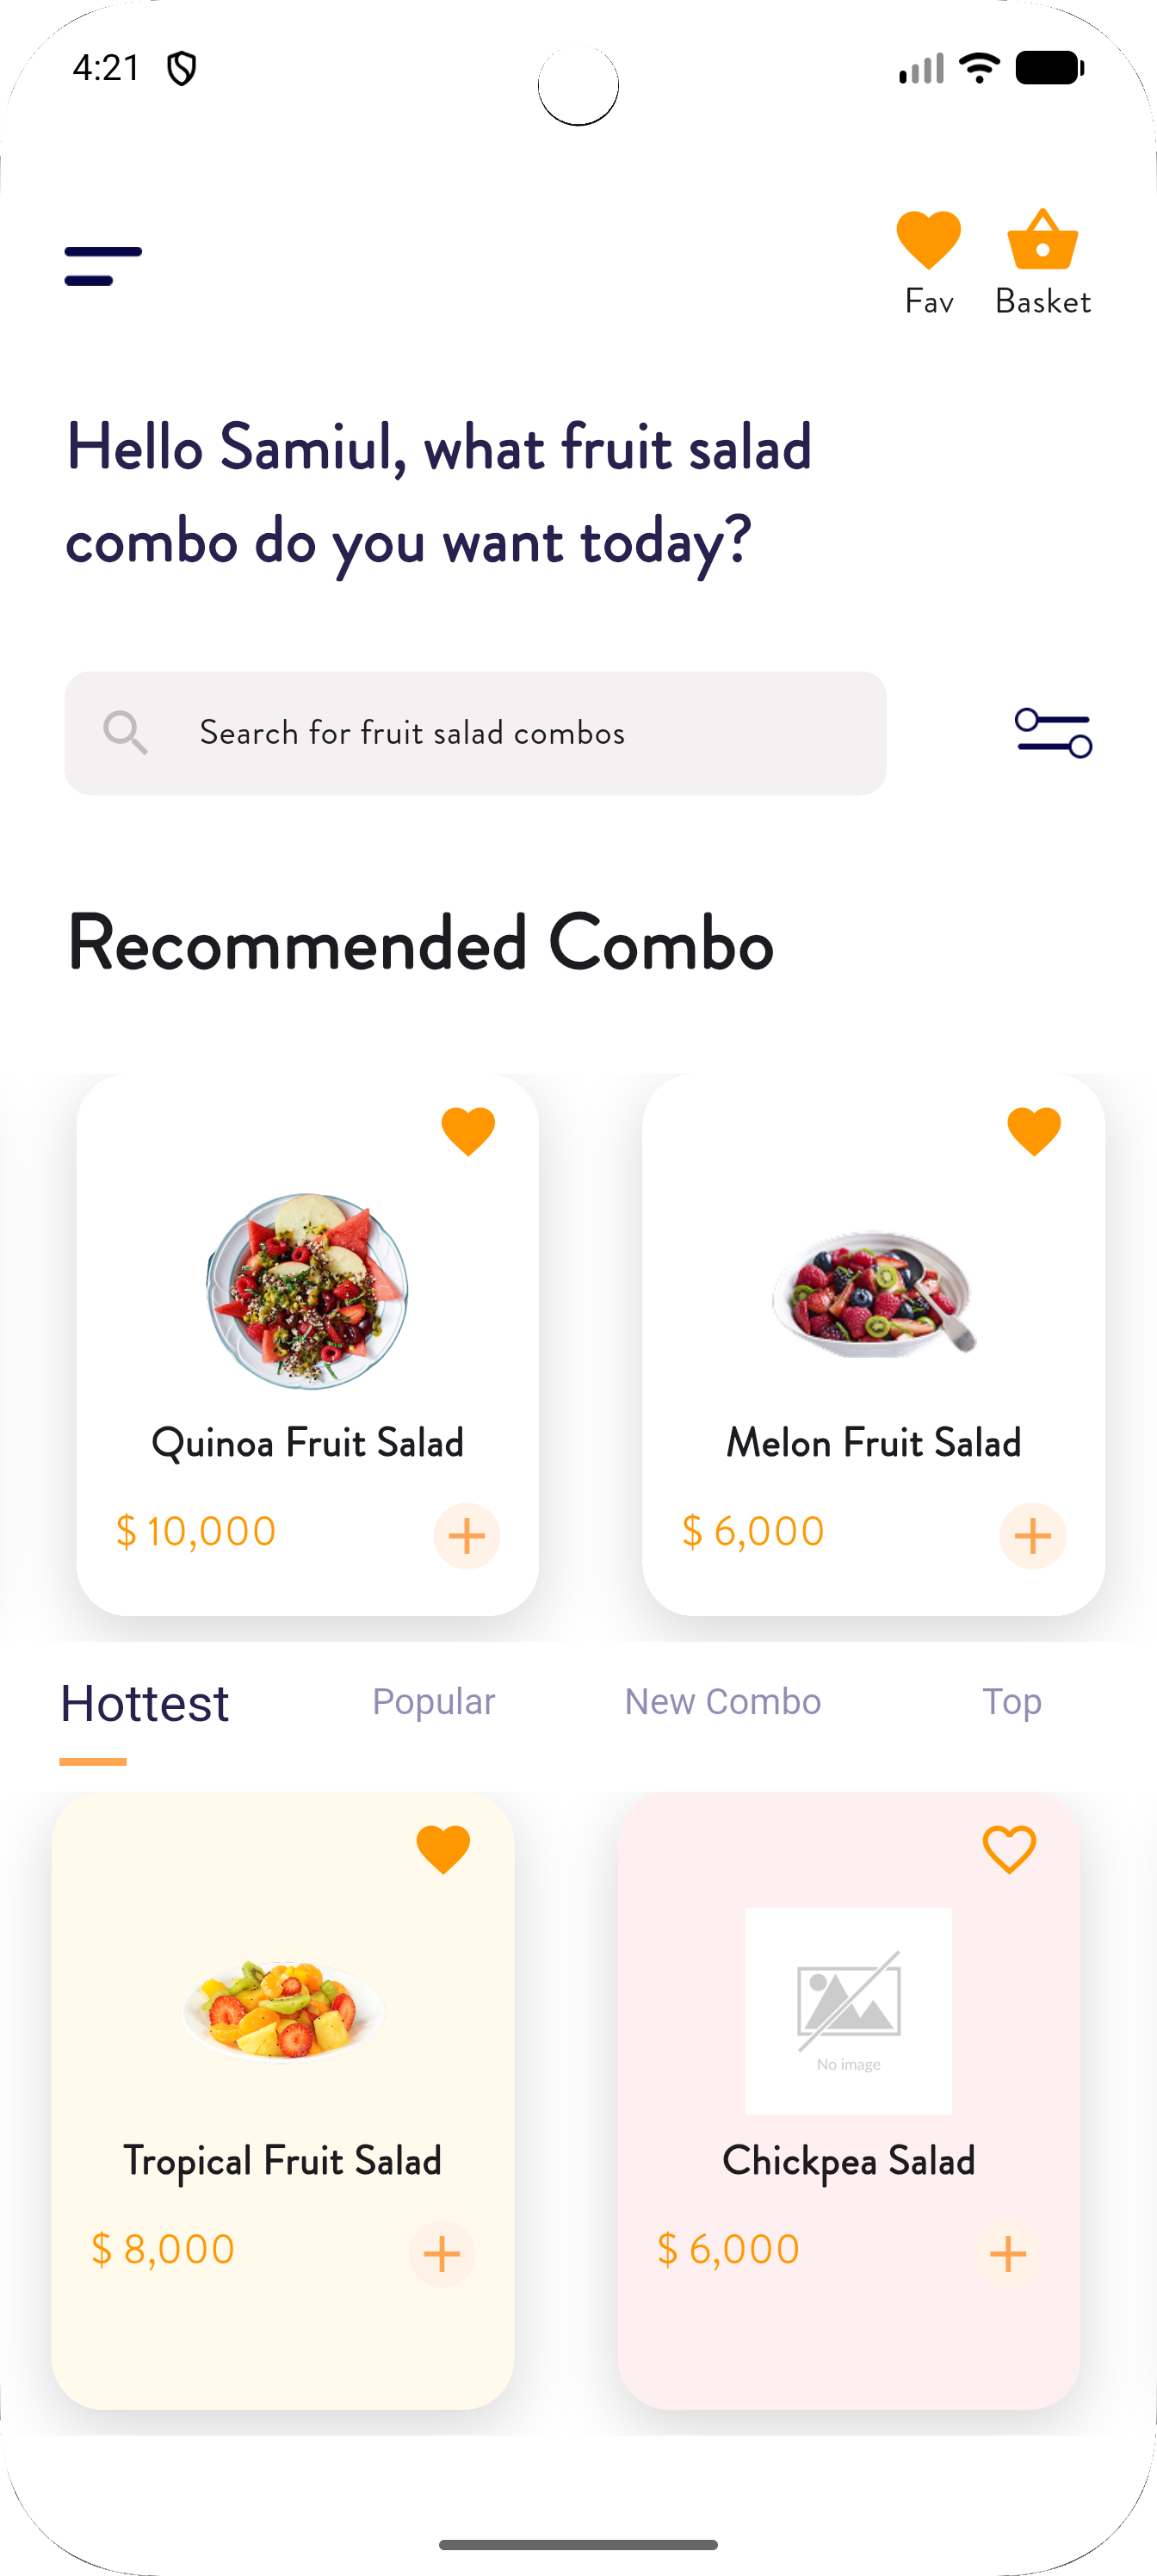 4:21
Fav Basket
Hello Samiul, what fruit salad
combo do you want today?
Search for fruit salad combos
Recommended Combo
Quinoa Fruit Salad
$ 10,000
Melon Fruit Salad
$ 6,000
Hottest Popular New Combo Top
Tropical Fruit Salad
$ 8,000
No image
Chickpea Salad
$ 6,000